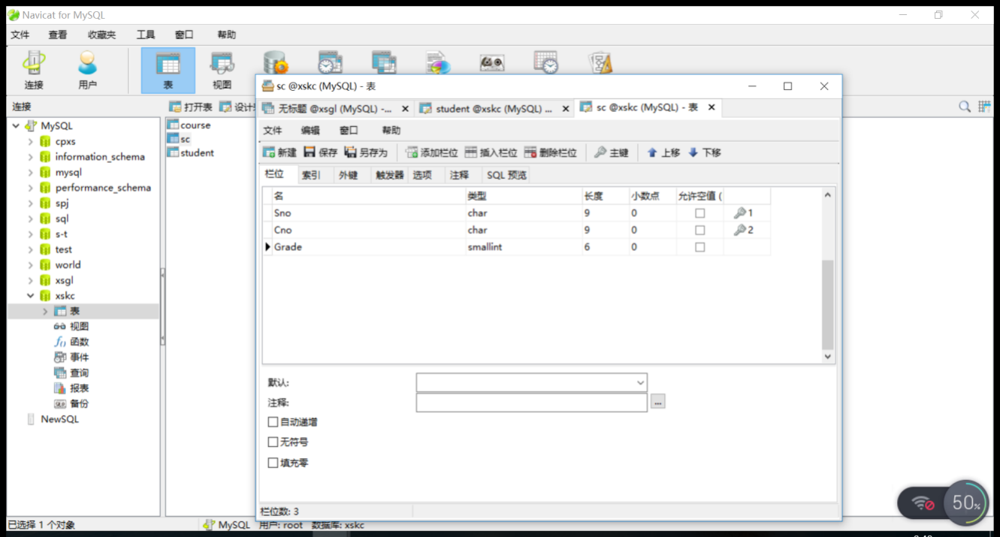 Navicat for MySQL
文件 查看 收藏夹 工具 窗口 帮助
连接 用户 表 视图
连接 打开表
MySQL
cpxs
information_schema
mysql
performance_schema
spj
sql
s-t
test
world
xsgl
xskc
表
视图
函数
事件
查询
报表
备份
NewSQL
course
sc
student
sc @xskc (MySQL) - 表
无标题 @xsgl (MySQL) -... student @xskc (MySQL) ... sc @xskc (MySQL) - 表
文件 编辑 窗口 帮助
新建 保存 另存为 添加栏位 插入栏位 删除栏位 主键 上移 下移
栏位 索引 外键 触发器 选项 注释 SQL 预览
名 类型 长度 小数点 允许空值 (
Sno char 9 0 1
Cno char 9 0 2
Grade smallint 6 0
默认:
注释: ...
自动递增
无符号
填充零
栏位数: 3
已选择 1 个对象 MySQL 用户: root 数据库: xskc
50%